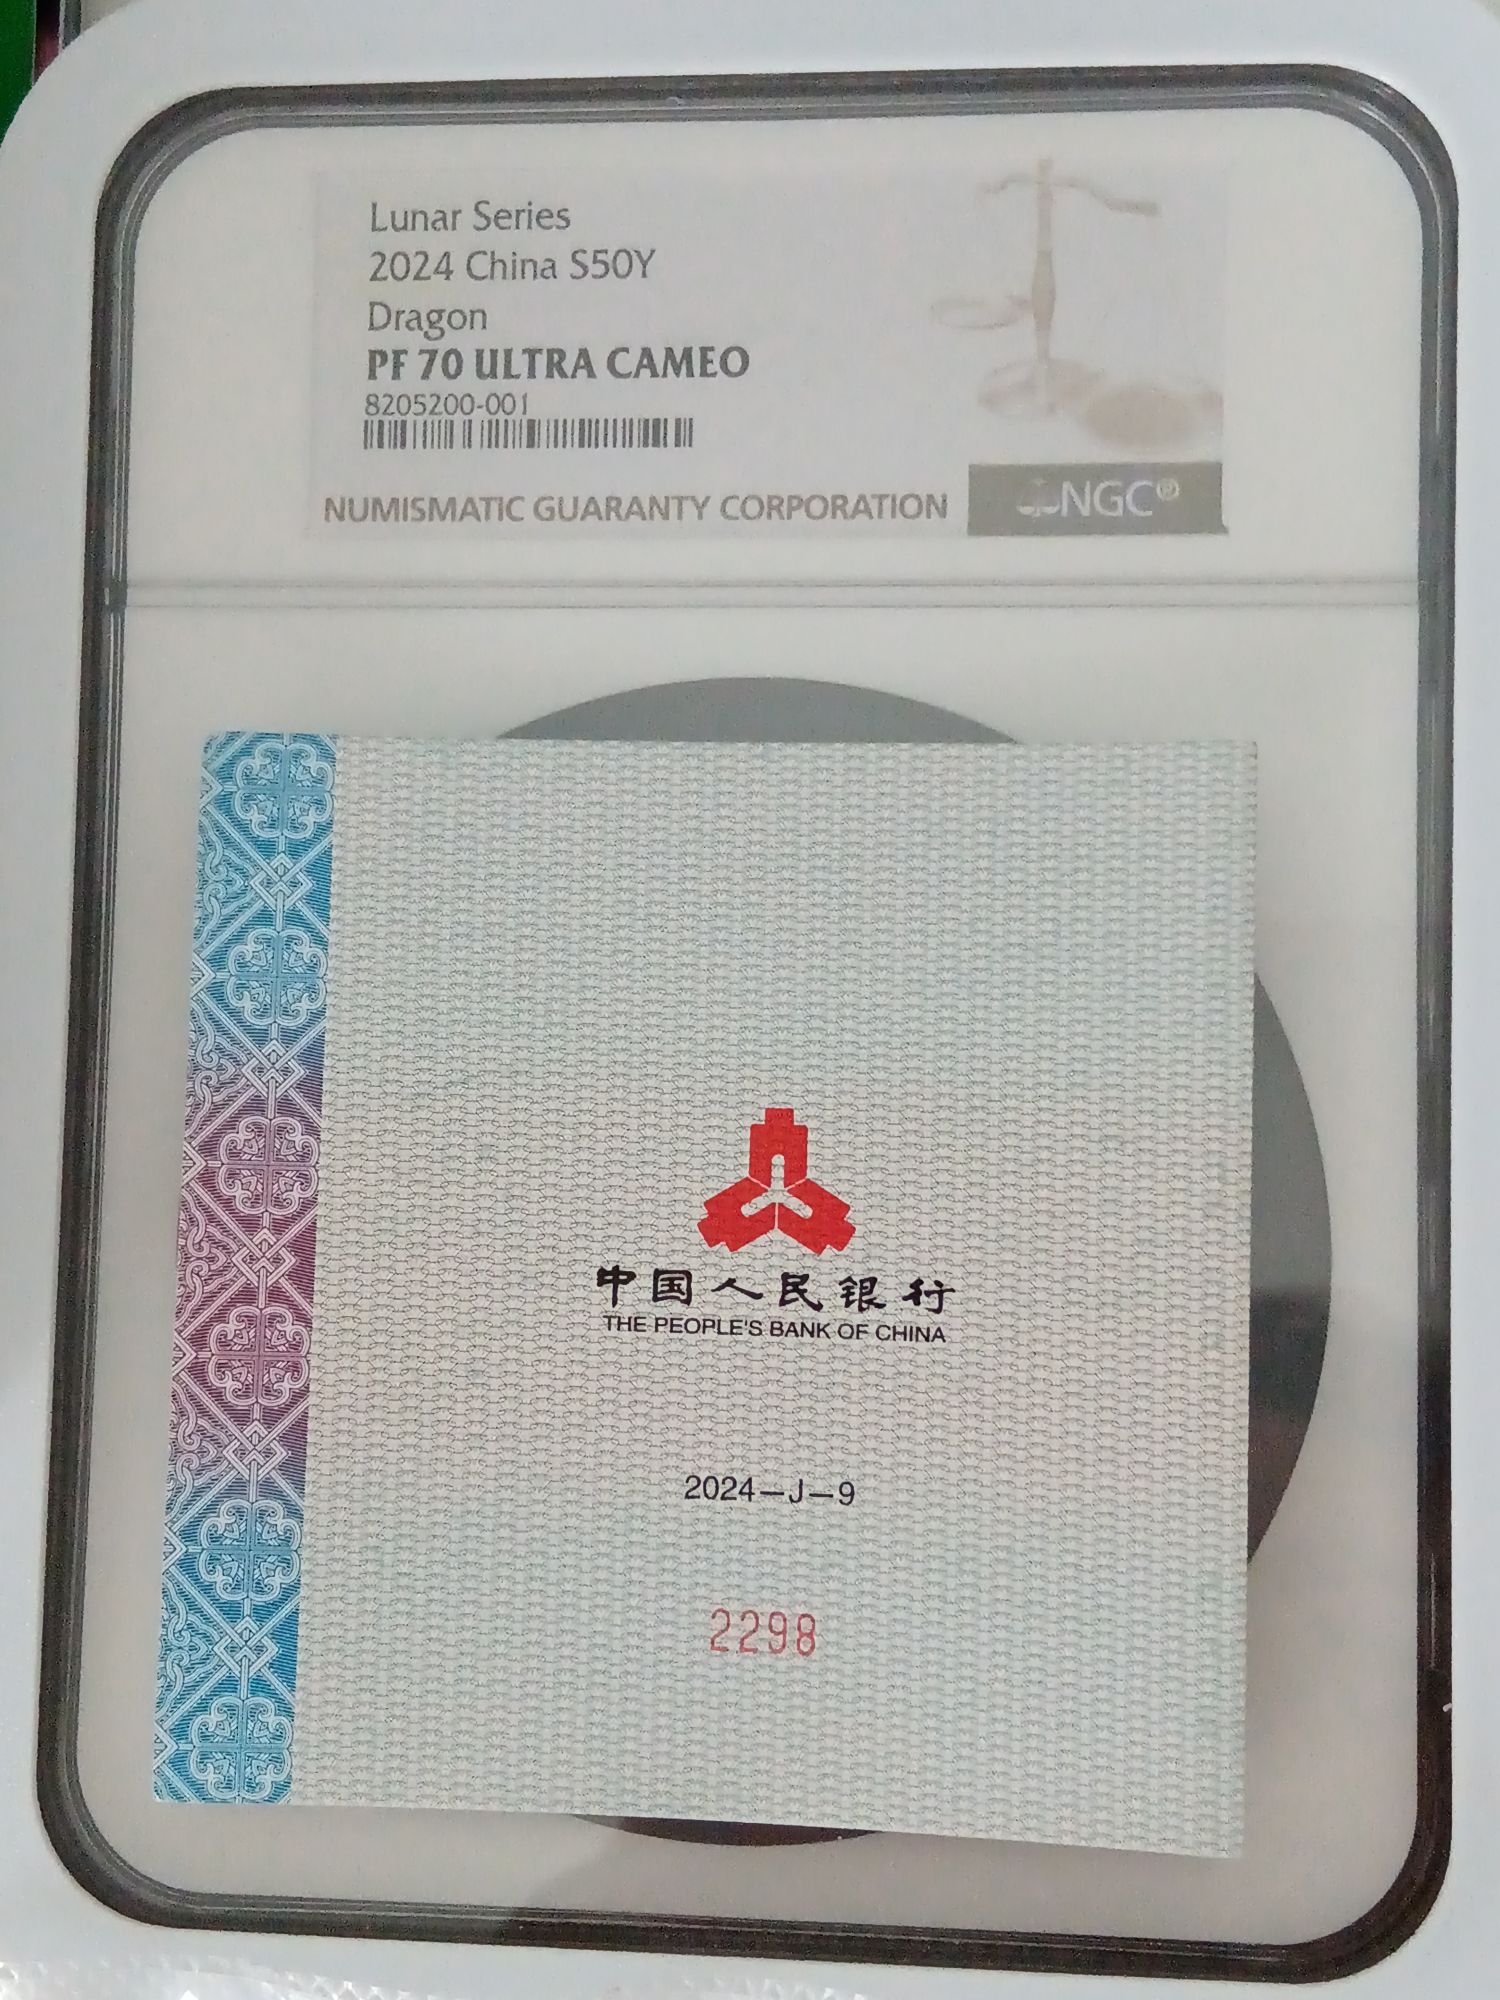 Lunar Series
2024 China S50Y
Dragon
PF 70 ULTRA CAMEO
8205200-001
NUMISMATIC GUARANTY CORPORATION
NGC®
中国人民银行
THE PEOPLE'S BANK OF CHINA
2024-J-9
2298